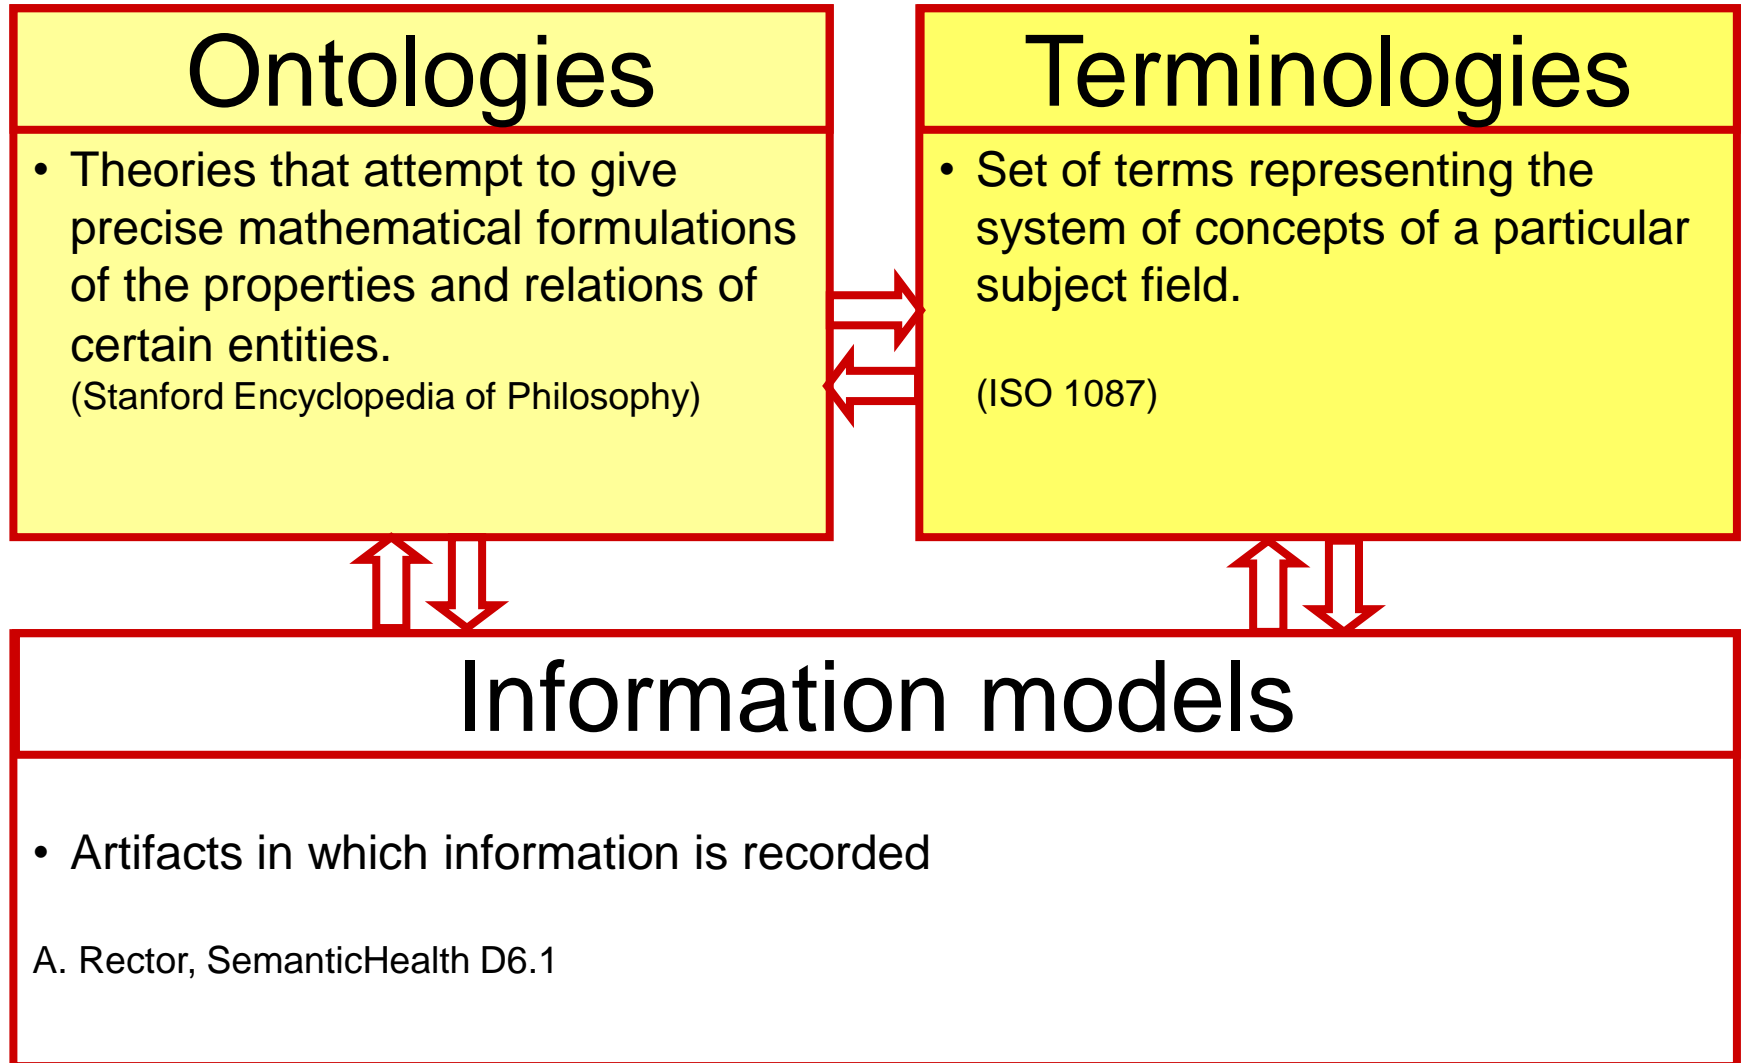 Ontologies
• Theories that attempt to give
precise mathematical formulations
of the properties and relations of
certain entities.
(Stanford Encyclopedia of Philosophy)
Terminologies
• Set of terms representing the
system of concepts of a particular
subject field.
(ISO 1087)
Information models
• Artifacts in which information is recorded
A. Rector, SemanticHealth D6.1